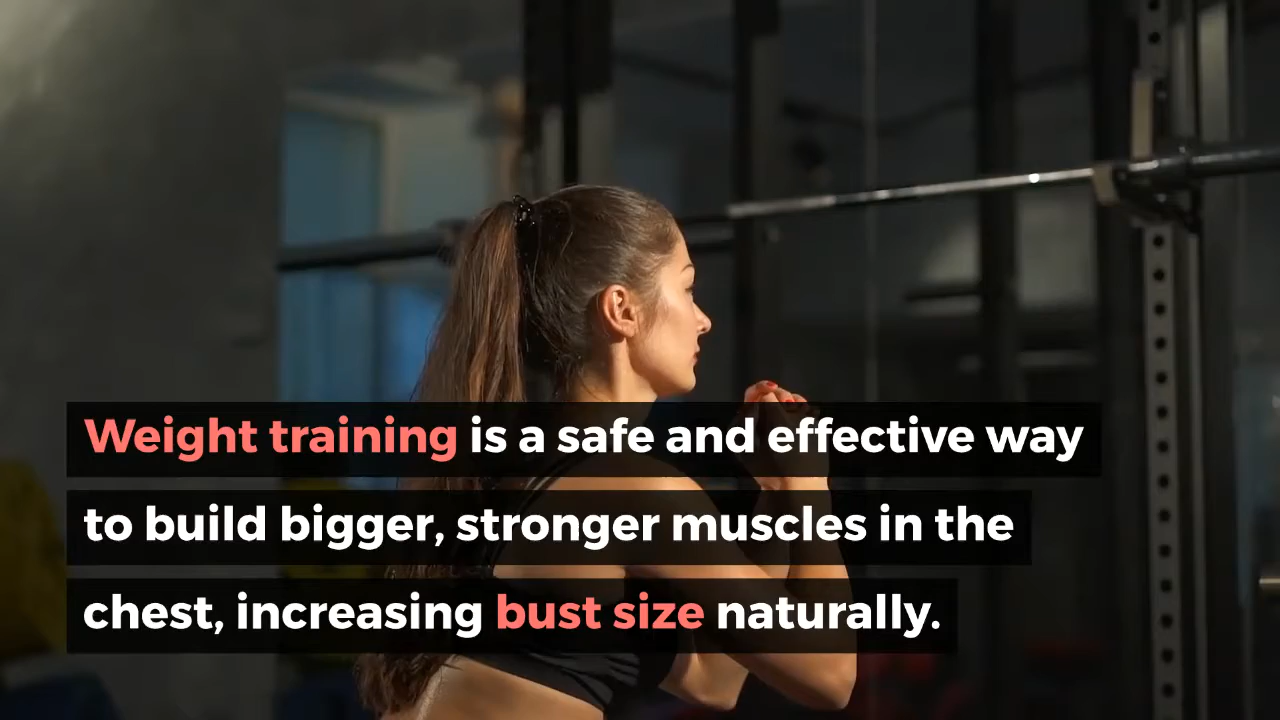 Weight training is a safe and effective way
to build bigger, stronger muscles in the
chest, increasing bust size naturally.